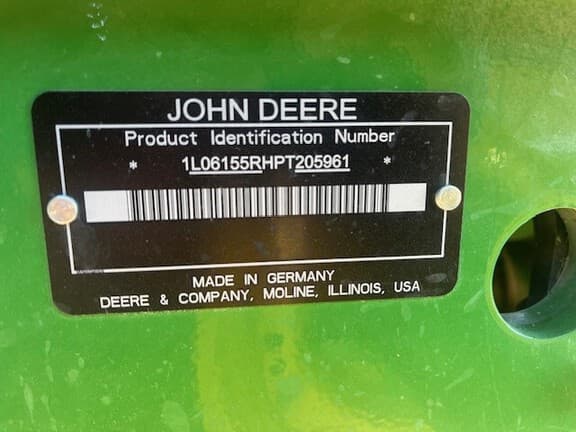 JOHN DEERE
Product Identification Number
* 1L06155RHPT205961 *
MADE IN GERMANY
DEERE & COMPANY, MOLINE, ILLINOIS, USA